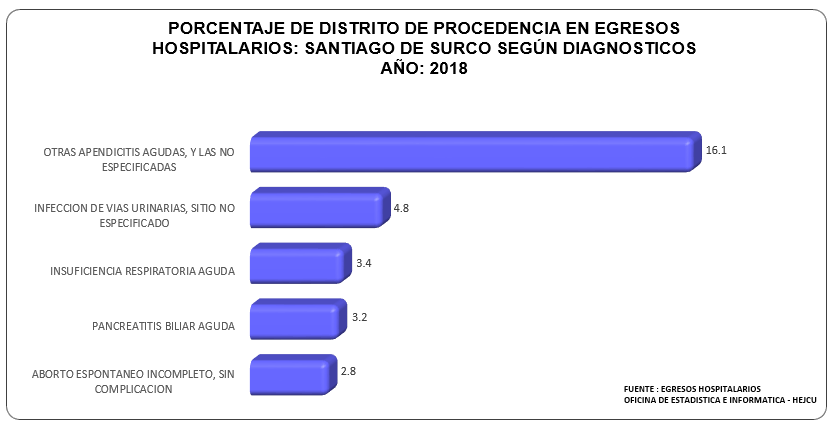 PORCENTAJE DE DISTRITO DE PROCEDENCIA EN EGRESOS
HOSPITALARIOS: SANTIAGO DE SURCO SEGÚN DIAGNOSTICOS
AÑO: 2018
OTRAS APENDICITIS AGUDAS, Y LAS NO
ESPECIFICADAS
16.1
INFECCION DE VIAS URINARIAS, SITIO NO
ESPECIFICADO
4.8
INSUFICIENCIA RESPIRATORIA AGUDA
3.4
PANCREATITIS BILIAR AGUDA
3.2
ABORTO ESPONTANEO INCOMPLETO, SIN
COMPLICACION
2.8
FUENTE : EGRESOS HOSPITALARIOS
OFICINA DE ESTADISTICA E INFORMATICA - HEJCU